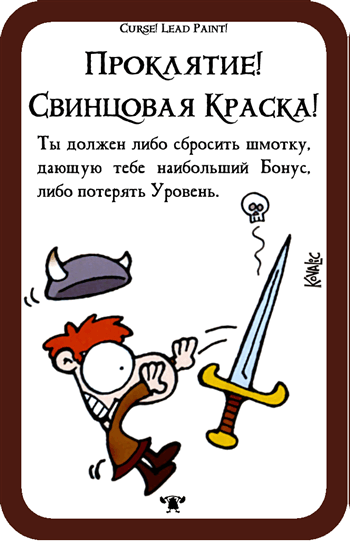 Curse! Lead Paint!
Проклятие!
Свинцовая Краска!
Ты должен либо сбросить шмотку,
дающую тебе наибольший Бонус,
либо потерять Уровень.
Kovalic